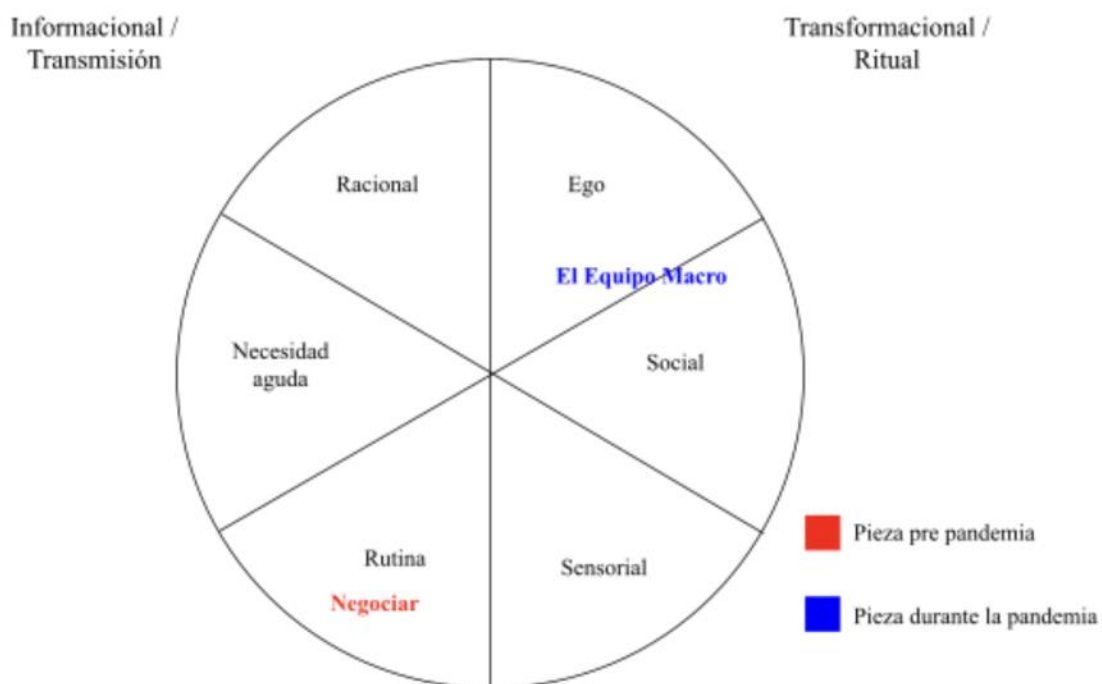 Informacional /
Transmisión
Transformacional /
Ritual
Racional
Ego
El Equipo Macro
Necesidad
aguda
Social
Rutina
Negociar
Sensorial
Pieza pre pandemia
Pieza durante la pandemia